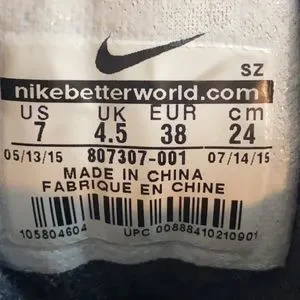 SZ
nikebetterworld.com
US UK EUR cm
7 4.5 38 24
05/13/15 807307-001 07/14/15
MADE IN CHINA
FABRIQUE EN CHINE
105804604 UPC 00888410210901